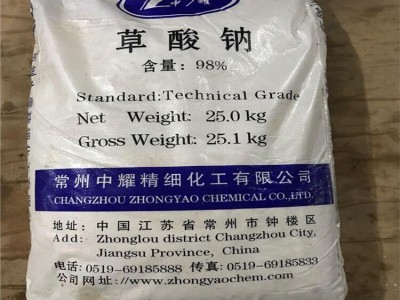 中耀
草酸钠
含量：98%
Standard:Technical Grade
Net Weight: 25.0 kg
Gross Weight: 25.1 kg
常州中耀精细化工有限公司
CHANGZHOU ZHONGYAO CHEMICAL CO.,LTD.
地址: 中国江苏省常州市钟楼区
Add: Zhonglou district Changzhou City,
Jiangsu Province, China
电话: 0519-69185888 传真: 0519-69185833
公司网址://www.zhongyaochem.com